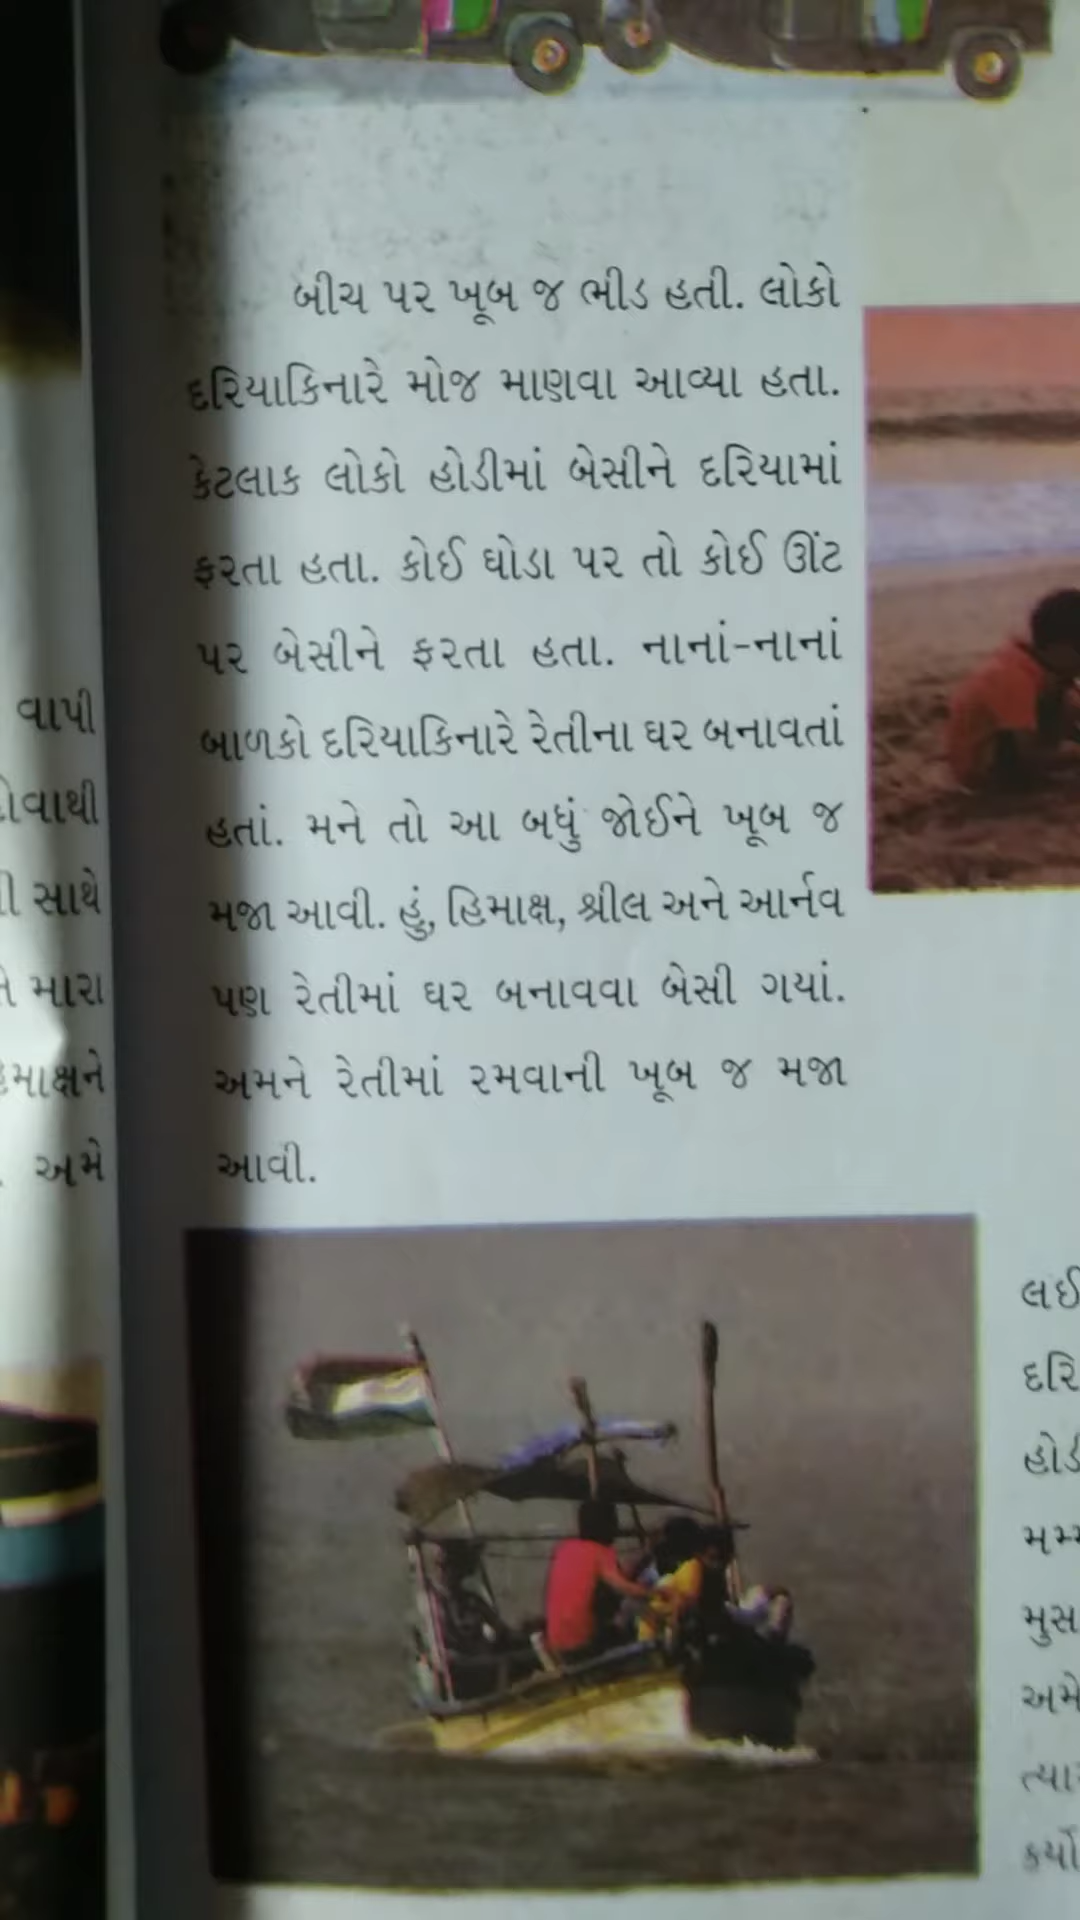 બીચ પર ખૂબ જ ભીડ હતી. લોકો
દરિયાકિનારે મોજ માણવા આવ્યા હતા.
કેટલાક લોકો હોડીમાં બેસીને દરિયામાં
ફરતા હતા. કોઈ ઘોડા પર તો કોઈ ઊંટ
પર બેસીને ફરતા હતા. નાનાં-નાનાં
બાળકો દરિયાકિનારે રેતીના ઘર બનાવતાં
હતાં. મને તો આ બધું જોઈને ખૂબ જ
મજા આવી. હું, હિમાક્ષ, શ્રીલ અને આર્નવ
પણ રેતીમાં ઘર બનાવવા બેસી ગયાં.
અમને રેતીમાં રમવાની ખૂબ જ મજા
આવી.
વાપી
સાથે
મારા
અમે